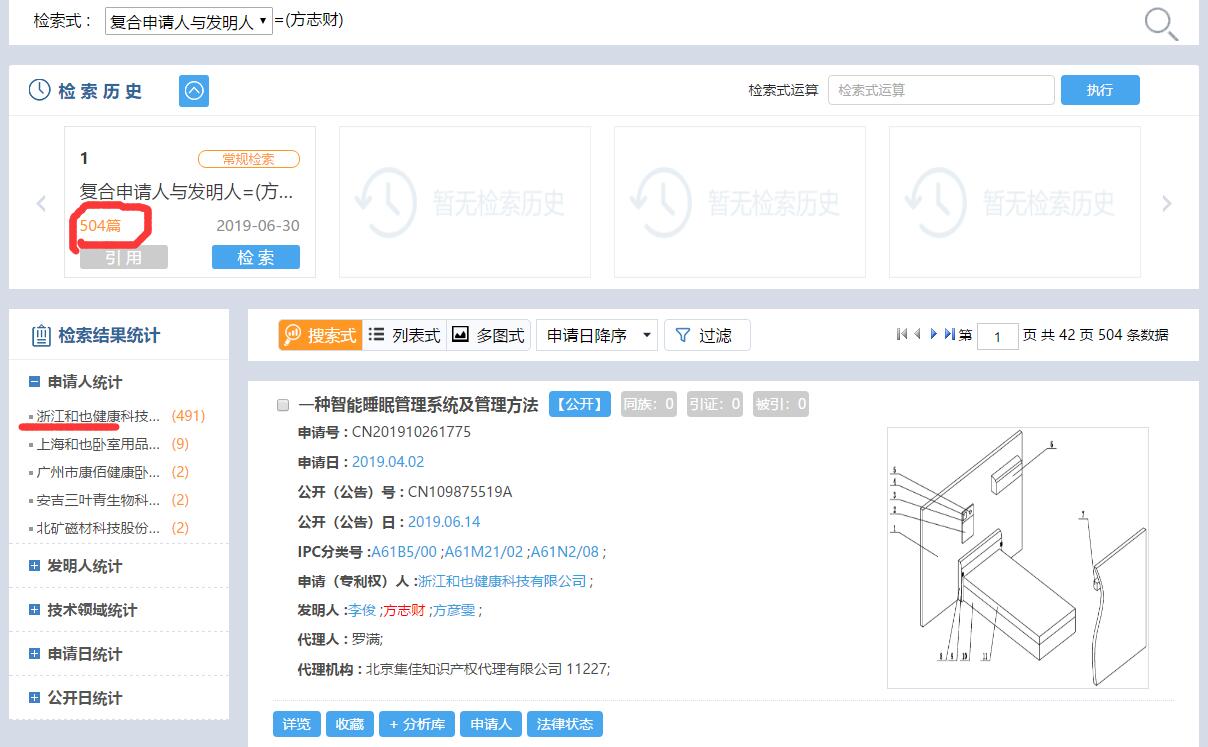 检索式： 复合申请人与发明人 =(方志财)
检索历史 检索式运算 检索式运算 执行
1 常规检索
复合申请人与发明人=(方...
504篇 2019-06-30
引用 检索
暂无检索历史 暂无检索历史 暂无检索历史
检索结果统计
申请人统计
浙江和也健康科技... (491)
上海和也卧室用品... (9)
广州市康佰健康卧... (2)
安吉三叶青生物科... (2)
北矿磁材科技股份... (2)
发明人统计
技术领域统计
申请日统计
公开日统计
搜索式 列表式 多图式 申请日降序 过滤 第 1 页 共 42 页 504 条数据
一种智能睡眠管理系统及管理方法 【公开】 同族：0 引证：0 被引：0
申请号：CN201910261775
申请日：2019.04.02
公开（公告）号：CN109875519A
公开（公告）日：2019.06.14
IPC分类号:A61B5/00 ;A61M21/02 ;A61N2/08 ;
申请（专利权）人:浙江和也健康科技有限公司;
发明人:李俊 ;方志财 ;方彦雯 ;
代理人：罗满;
代理机构：北京集佳知识产权代理有限公司 11227;
5
4
3
2
1
6
7
8 9 10 11
详览 收藏 + 分析库 申请人 法律状态